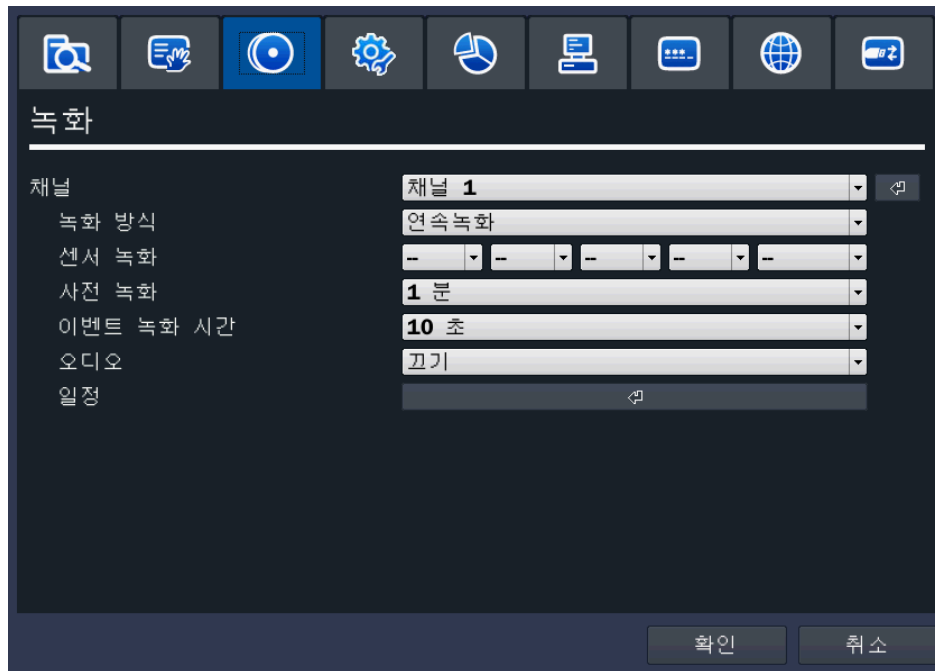 녹화
채널 채널 1
녹화 방식 연속녹화
센서 녹화 -- -- -- -- --
사전 녹화 1 분
이벤트 녹화 시간 10 초
오디오 끄기
일정
확인 취소